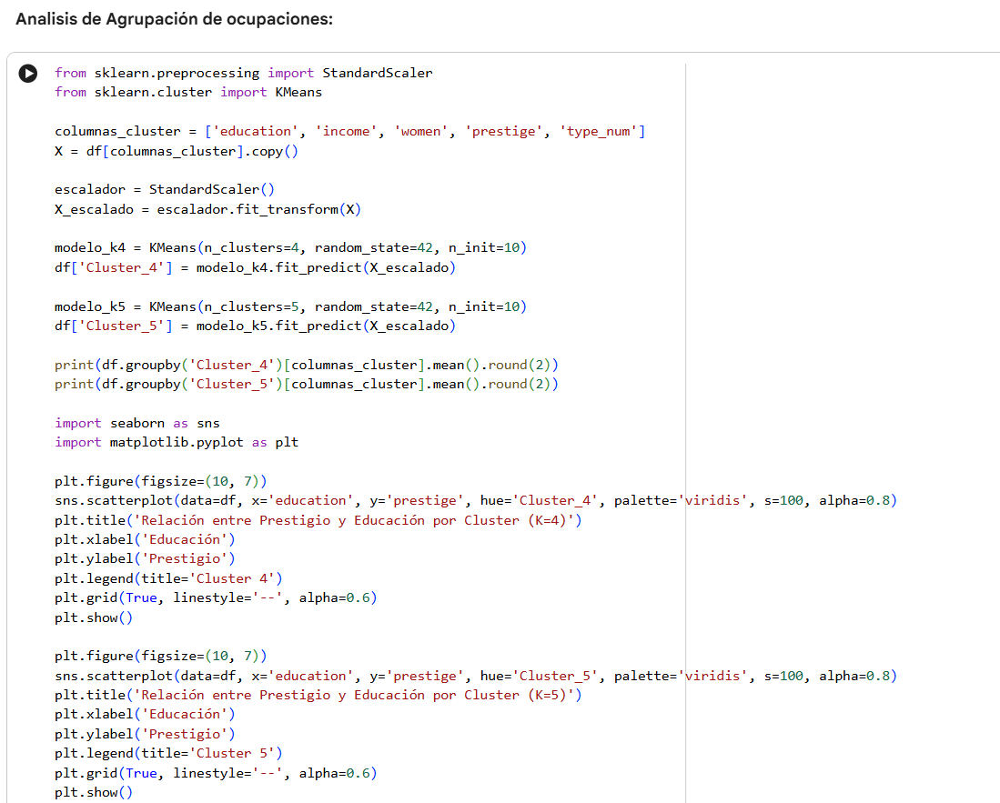 Analisis de Agrupación de ocupaciones:
from sklearn.preprocessing import StandardScaler
from sklearn.cluster import KMeans
columnas_cluster = ['education', 'income', 'women', 'prestige', 'type_num']
X = df[columnas_cluster].copy()
escalador = StandardScaler()
X_escalado = escalador.fit_transform(X)
modelo_k4 = KMeans(n_clusters=4, random_state=42, n_init=10)
df['Cluster_4'] = modelo_k4.fit_predict(X_escalado)
modelo_k5 = KMeans(n_clusters=5, random_state=42, n_init=10)
df['Cluster_5'] = modelo_k5.fit_predict(X_escalado)
print(df.groupby('Cluster_4')[columnas_cluster].mean().round(2))
print(df.groupby('Cluster_5')[columnas_cluster].mean().round(2))
import seaborn as sns
import matplotlib.pyplot as plt
plt.figure(figsize=(10, 7))
sns.scatterplot(data=df, x='education', y='prestige', hue='Cluster_4', palette='viridis', s=100, alpha=0.8)
plt.title('Relación entre Prestigio y Educación por Cluster (K=4)')
plt.xlabel('Educación')
plt.ylabel('Prestigio')
plt.legend(title='Cluster 4')
plt.grid(True, linestyle='--', alpha=0.6)
plt.show()
plt.figure(figsize=(10, 7))
sns.scatterplot(data=df, x='education', y='prestige', hue='Cluster_5', palette='viridis', s=100, alpha=0.8)
plt.title('Relación entre Prestigio y Educación por Cluster (K=5)')
plt.xlabel('Educación')
plt.ylabel('Prestigio')
plt.legend(title='Cluster 5')
plt.grid(True, linestyle='--', alpha=0.6)
plt.show()